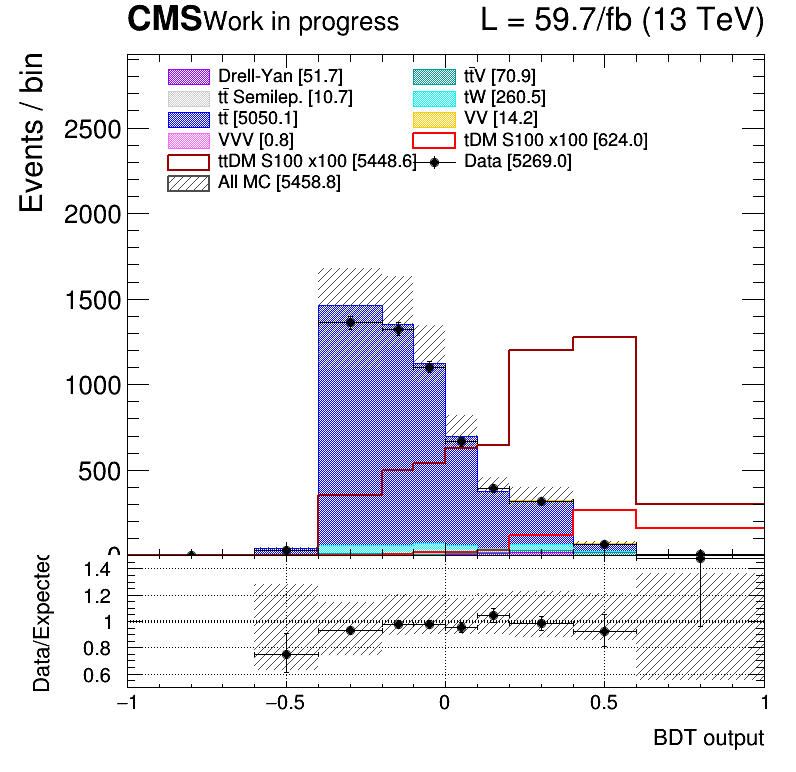 CMS Work in progress L = 59.7/fb (13 TeV)
Events / bin
Drell-Yan [51.7] tt̄V [70.9]
tt̄ Semilep. [10.7] tW [260.5]
tt̄ [5050.1] VV [14.2]
VVV [0.8] tDM S100 x100 [624.0]
ttDM S100 x100 [5448.6] Data [5269.0]
All MC [5458.8]
2500
2000
1500
1000
500
0
Data/Expected
1.4
1.2
1
0.8
0.6
−1 −0.5 0 0.5 1
BDT output